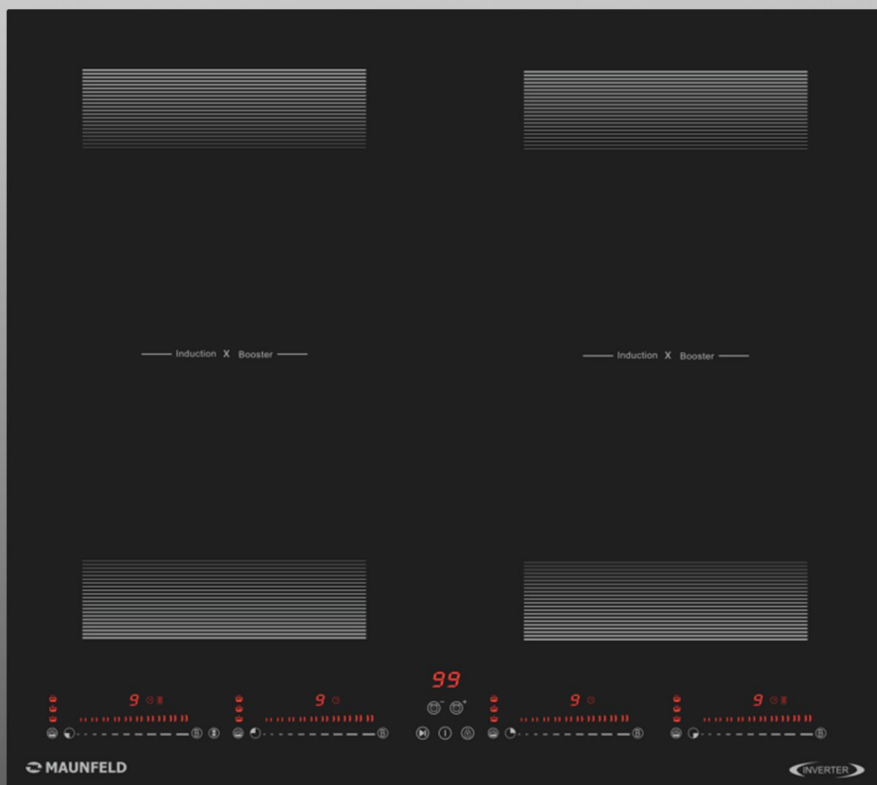 Induction X Booster
Induction X Booster
99
9
9
9
9
B
B
B
B
MAUNFELD
INVERTER